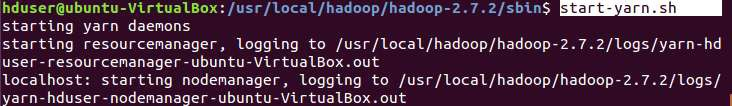 hduser@ubuntu-VirtualBox:/usr/local/hadoop/hadoop-2.7.2/sbin$ start-yarn.sh
starting yarn daemons
starting resourcemanager, logging to /usr/local/hadoop/hadoop-2.7.2/logs/yarn-hd
user-resourcemanager-ubuntu-VirtualBox.out
localhost: starting nodemanager, logging to /usr/local/hadoop/hadoop-2.7.2/logs/
yarn-hduser-nodemanager-ubuntu-VirtualBox.out